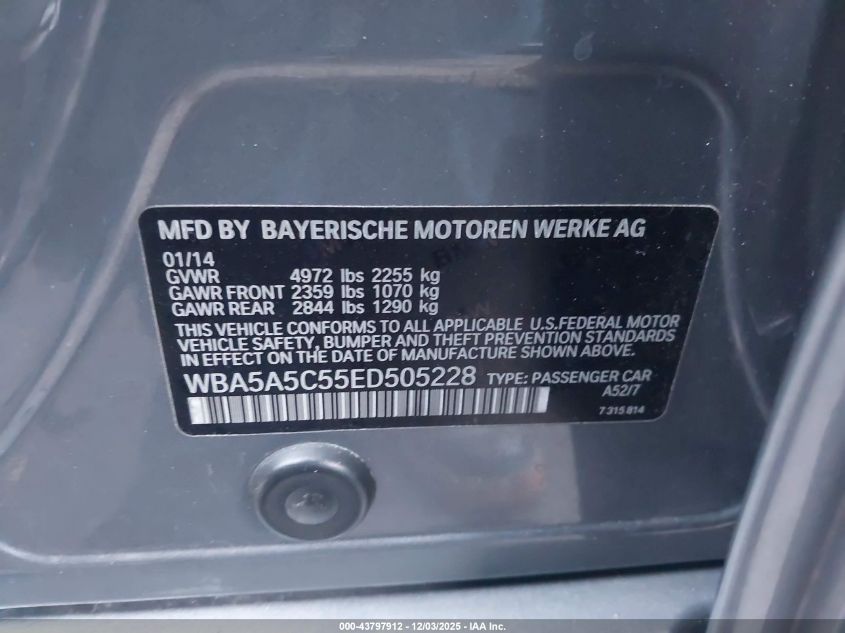 MFD BY BAYERISCHE MOTOREN WERKE AG
01/14
GVWR 4972 lbs 2255 kg
GAWR FRONT 2359 lbs 1070 kg
GAWR REAR 2844 lbs 1290 kg
THIS VEHICLE CONFORMS TO ALL APPLICABLE U.S.FEDERAL MOTOR
VEHICLE SAFETY, BUMPER AND THEFT PREVENTION STANDARDS
IN EFFECT ON THE DATE OF MANUFACTURE SHOWN ABOVE.
WBA5A5C55ED505228 TYPE: PASSENGER CAR
A52/7
7 315 814
000-43797912 - 12/03/2025 - IAA Inc.